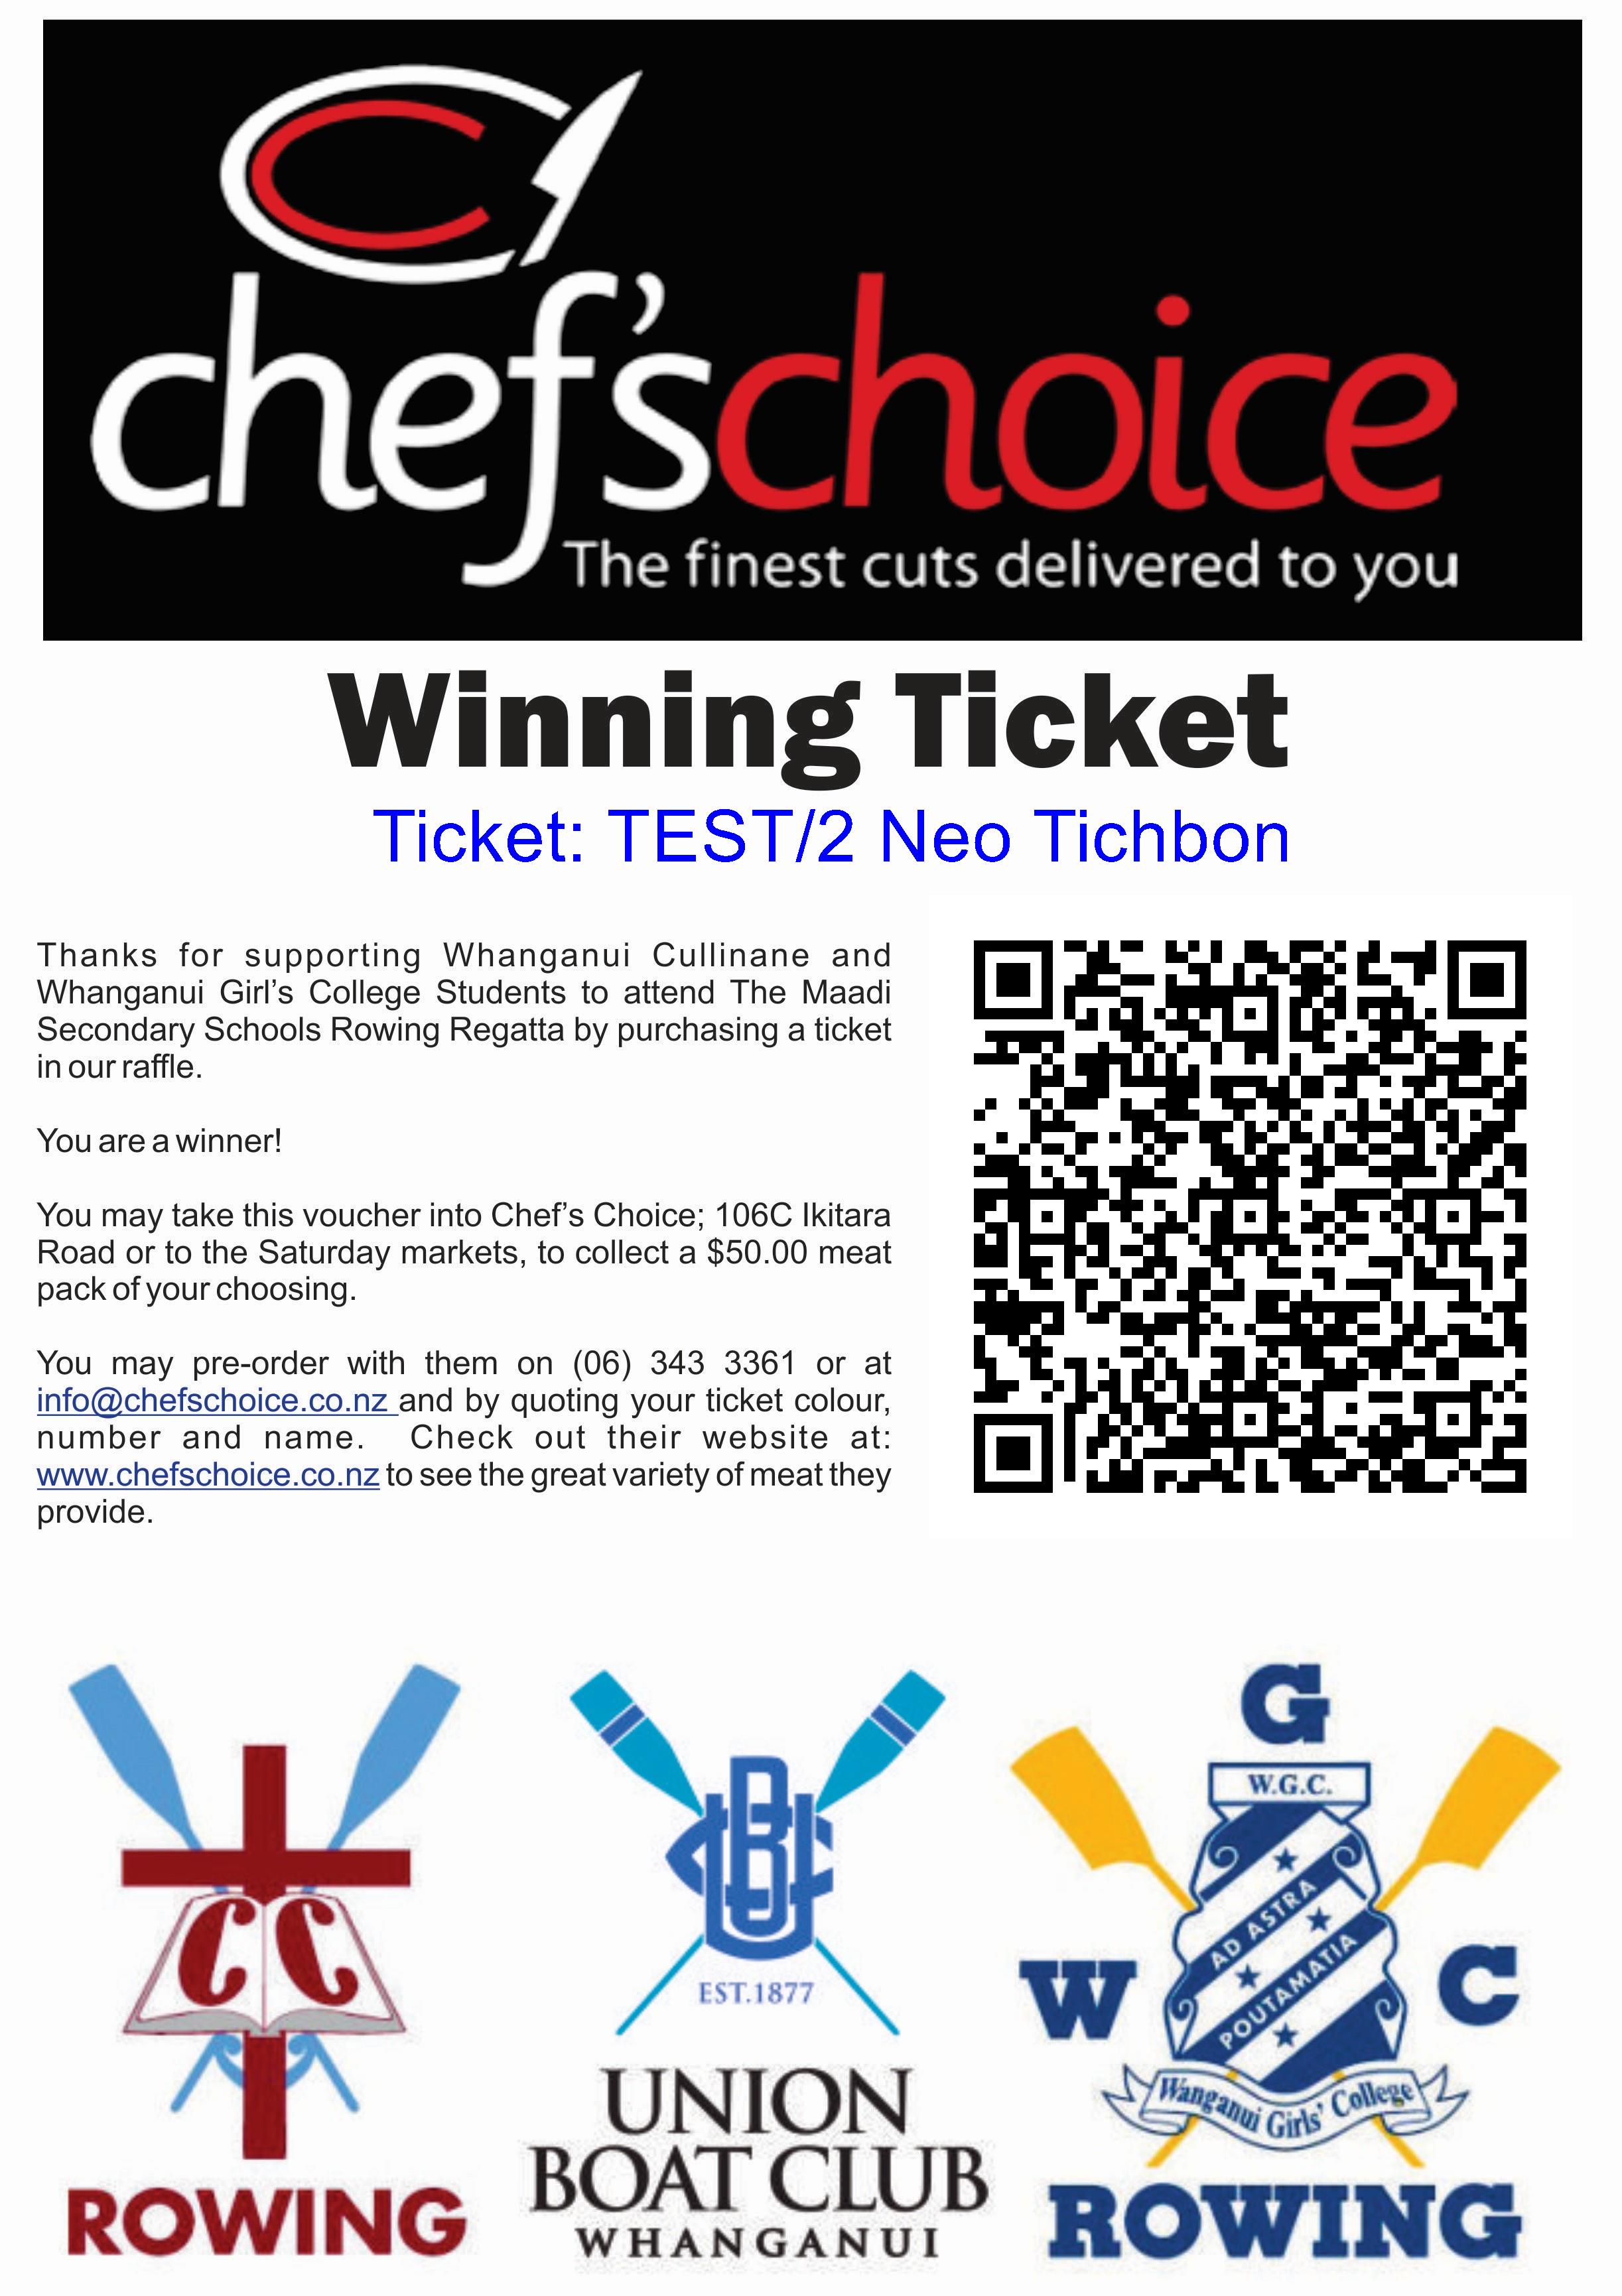 chef'schoice
The finest cuts delivered to you
Winning Ticket
Ticket: TEST/2 Neo Tichbon
Thanks for supporting Whanganui Cullinane and
Whanganui Girl's College Students to attend The Maadi
Secondary Schools Rowing Regatta by purchasing a ticket
in our raffle.
You are a winner!
You may take this voucher into Chef's Choice; 106C Ikitara
Road or to the Saturday markets, to collect a $50.00 meat
pack of your choosing.
You may pre-order with them on (06) 343 3361 or at
info@chefschoice.co.nz and by quoting your ticket colour,
number and name. Check out their website at:
www.chefschoice.co.nz to see the great variety of meat they
provide.
CC
ROWING
UBC
EST.1877
UNION
BOAT CLUB
WHANGANUI
G
W.G.C.
AD ASTRA
POUTAMATIA
W C
Wanganui Girls' College
ROWING